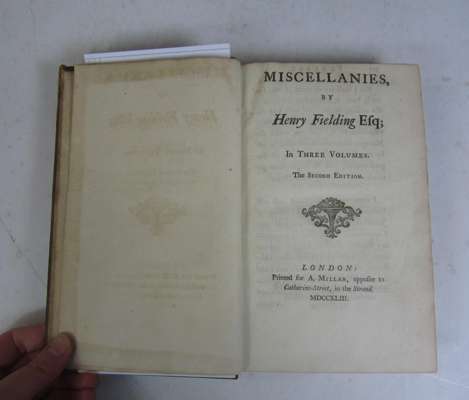 MISCELLANIES,
BY
Henry Fielding Eſq;
In THREE VOLUMES.
The SECOND EDITION.
LONDON:
Printed for A. MILLAR, oppoſite to
Catharine-Street, in the Strand.
MDCCXLIII.